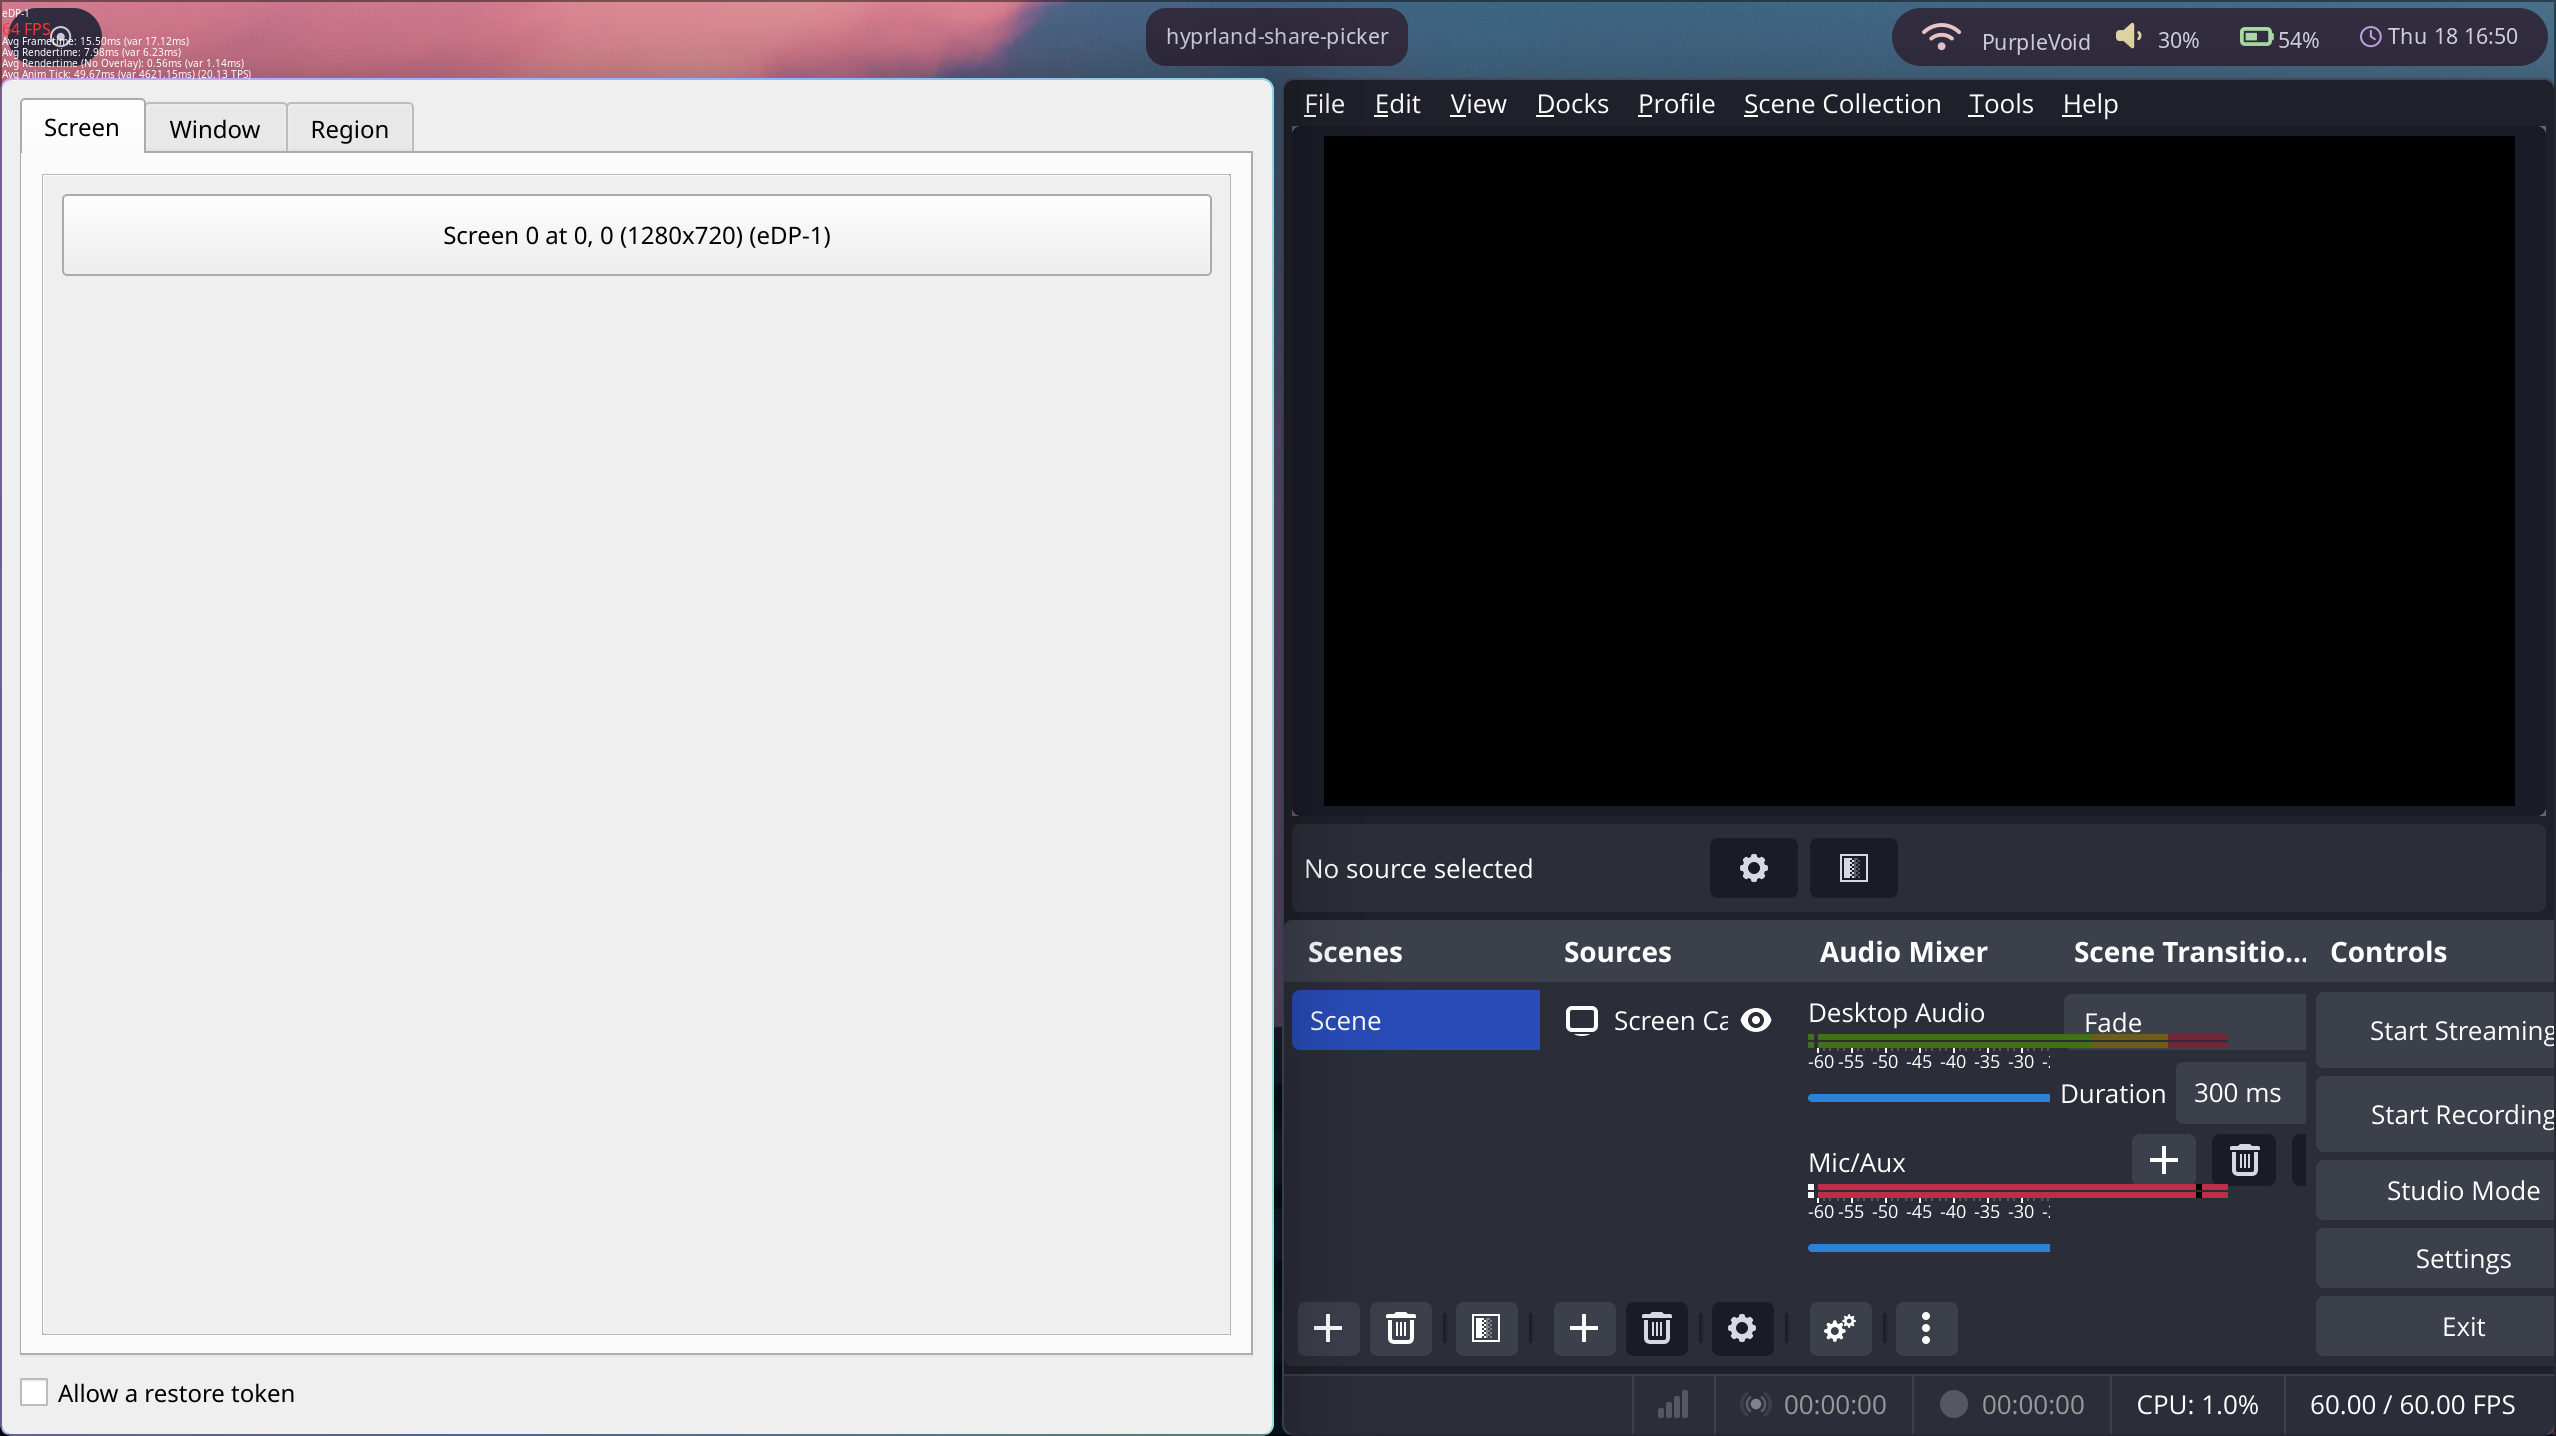 eDP-1
64 FPS
Avg Frametime: 15.50ms (var 17.12ms)
Avg Rendertime: 7.98ms (var 6.23ms)
Avg Rendertime (No Overlay): 0.56ms (var 1.14ms)
Avg Anim Tick: 49.67ms (var 4621.15ms) (20.13 TPS)
hyprland-share-picker
PurpleVoid 30% 54% Thu 18 16:50
Screen Window Region
Screen 0 at 0, 0 (1280x720) (eDP-1)
Allow a restore token
File Edit View Docks Profile Scene Collection Tools Help
No source selected
Scenes Sources Audio Mixer Scene Transitio... Controls
Scene
Screen Ca
Desktop Audio
-60 -55 -50 -45 -40 -35 -30 -
Mic/Aux
-60 -55 -50 -45 -40 -35 -30 -
Fade
Duration 300 ms
Start Streaming
Start Recording
Studio Mode
Settings
Exit
00:00:00 00:00:00 CPU: 1.0% 60.00 / 60.00 FPS